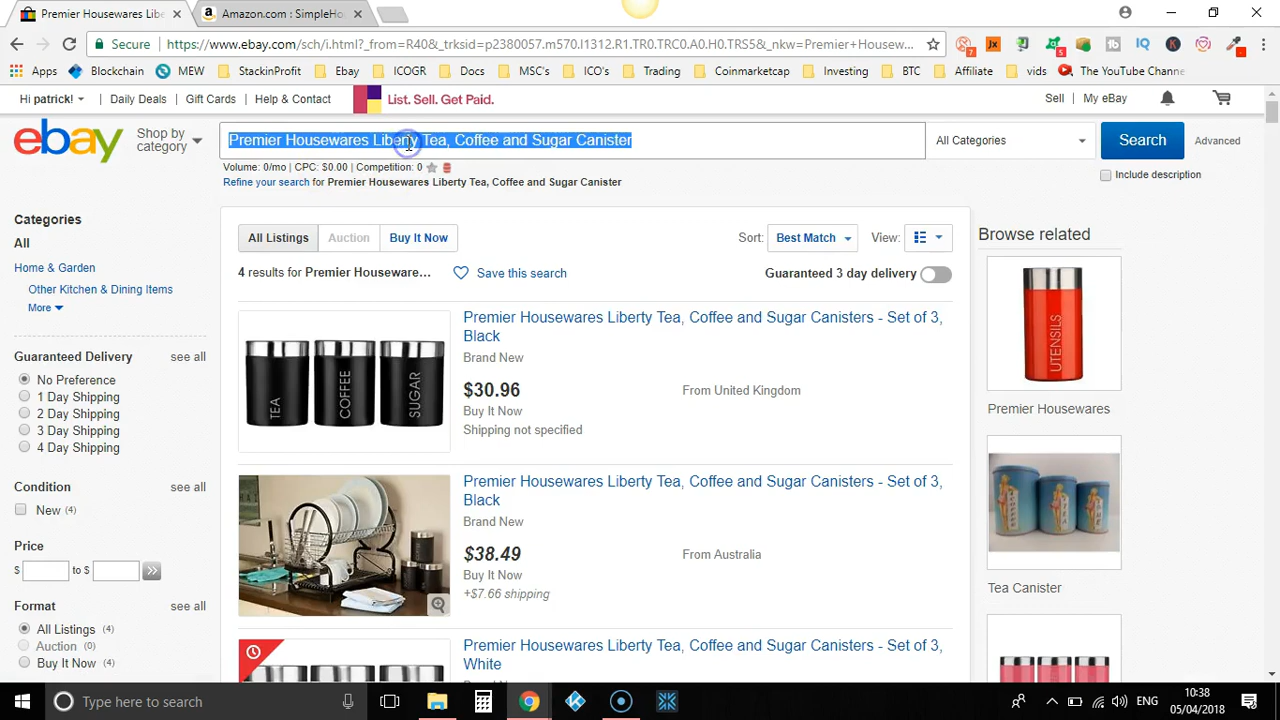 Premier Housewares Lib
Amazon.com : SimpleHo
Secure
https://www.ebay.com/sch/i.html?_from=R40&_trksid=p2380057.m570.l1312.R1.TR0.TRC0.A0.H0.TRS5&_nkw=Premier+Housew...
7
5
Apps Blockchain MEW StackinProfit Ebay ICOGR Docs MSC's ICO's Trading Coinmarketcap Investing BTC Affiliate vids The YouTube Chann
Hi patrick! Daily Deals Gift Cards Help & Contact List. Sell. Get Paid. Sell My eBay
ebay
Shop by
category
Premier Housewares Liberty Tea, Coffee and Sugar Canister
All Categories
Search
Advanced
Volume: 0/mo | CPC: $0.00 | Competition: 0
Include description
Refine your search for Premier Housewares Liberty Tea, Coffee and Sugar Canister
Categories
All
Home & Garden
Other Kitchen & Dining Items
More
Guaranteed Delivery see all
No Preference
1 Day Shipping
2 Day Shipping
3 Day Shipping
4 Day Shipping
Condition see all
New (4)
Price
$ to $ >>
Format see all
All Listings (4)
Auction (0)
Buy It Now (4)
All Listings Auction Buy It Now
Sort: Best Match View:
4 results for Premier Houseware...
Save this search
Guaranteed 3 day delivery
TEA
COFFEE
SUGAR
Premier Housewares Liberty Tea, Coffee and Sugar Canisters - Set of 3,
Black
Brand New
$30.96 From United Kingdom
Buy It Now
Shipping not specified
Premier Housewares Liberty Tea, Coffee and Sugar Canisters - Set of 3,
Black
Brand New
$38.49 From Australia
Buy It Now
+$7.66 shipping
Premier Housewares Liberty Tea, Coffee and Sugar Canisters - Set of 3,
White
Browse related
UTENSILS
Premier Housewares
Tea Canister
Type here to search
ENG
10:38
05/04/2018